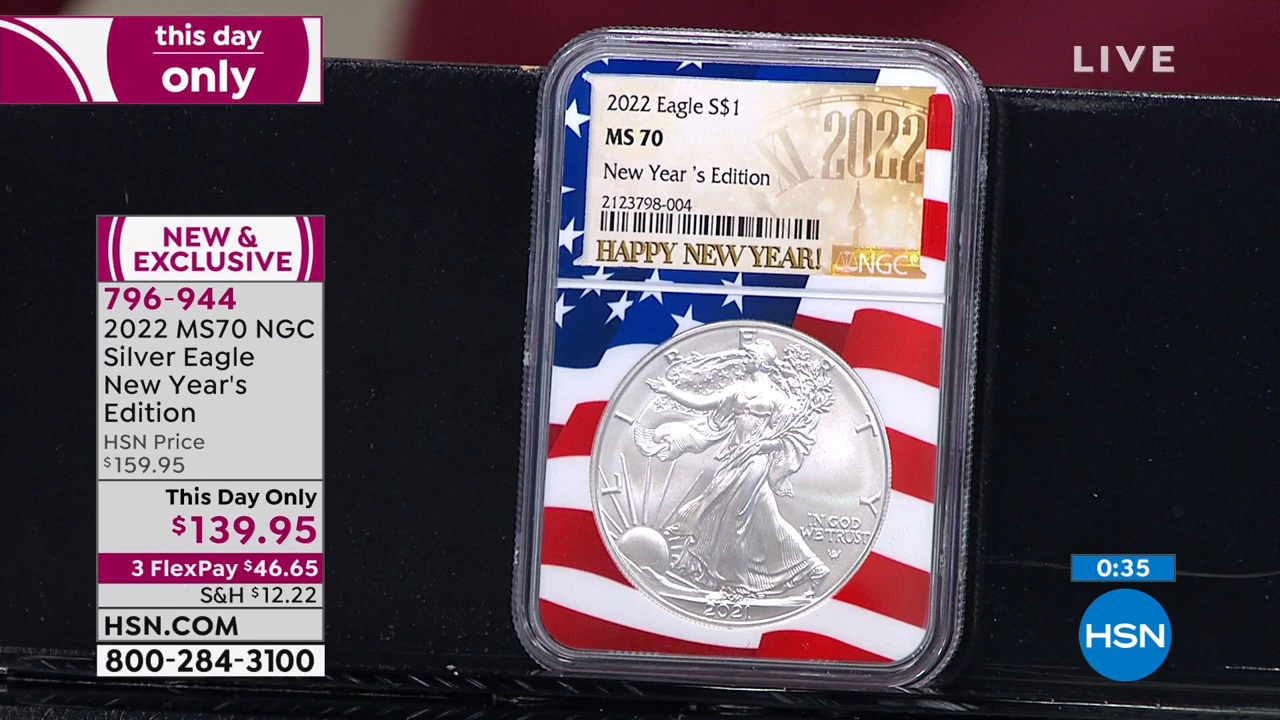 this day
only
LIVE
2022 Eagle S$1
MS 70
New Year 's Edition
2123798-004
HAPPY NEW YEAR!
XI 2022
NGC
LIBERTY
IN GOD
WE TRUST
2021
NEW &
EXCLUSIVE
796-944
2022 MS70 NGC
Silver Eagle
New Year's
Edition
HSN Price
$159.95
This Day Only
$139.95
3 FlexPay $46.65
S&H $12.22
HSN.COM
800-284-3100
0:35
HSN